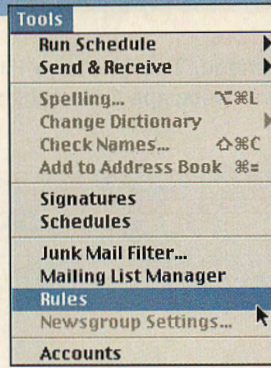 Tools
Run Schedule
Send & Receive
Spelling... ⌥⌘L
Change Dictionary
Check Names... ⇧⌘C
Add to Address Book ⌘=
Signatures
Schedules
Junk Mail Filter...
Mailing List Manager
Rules
Newsgroup Settings...
Accounts